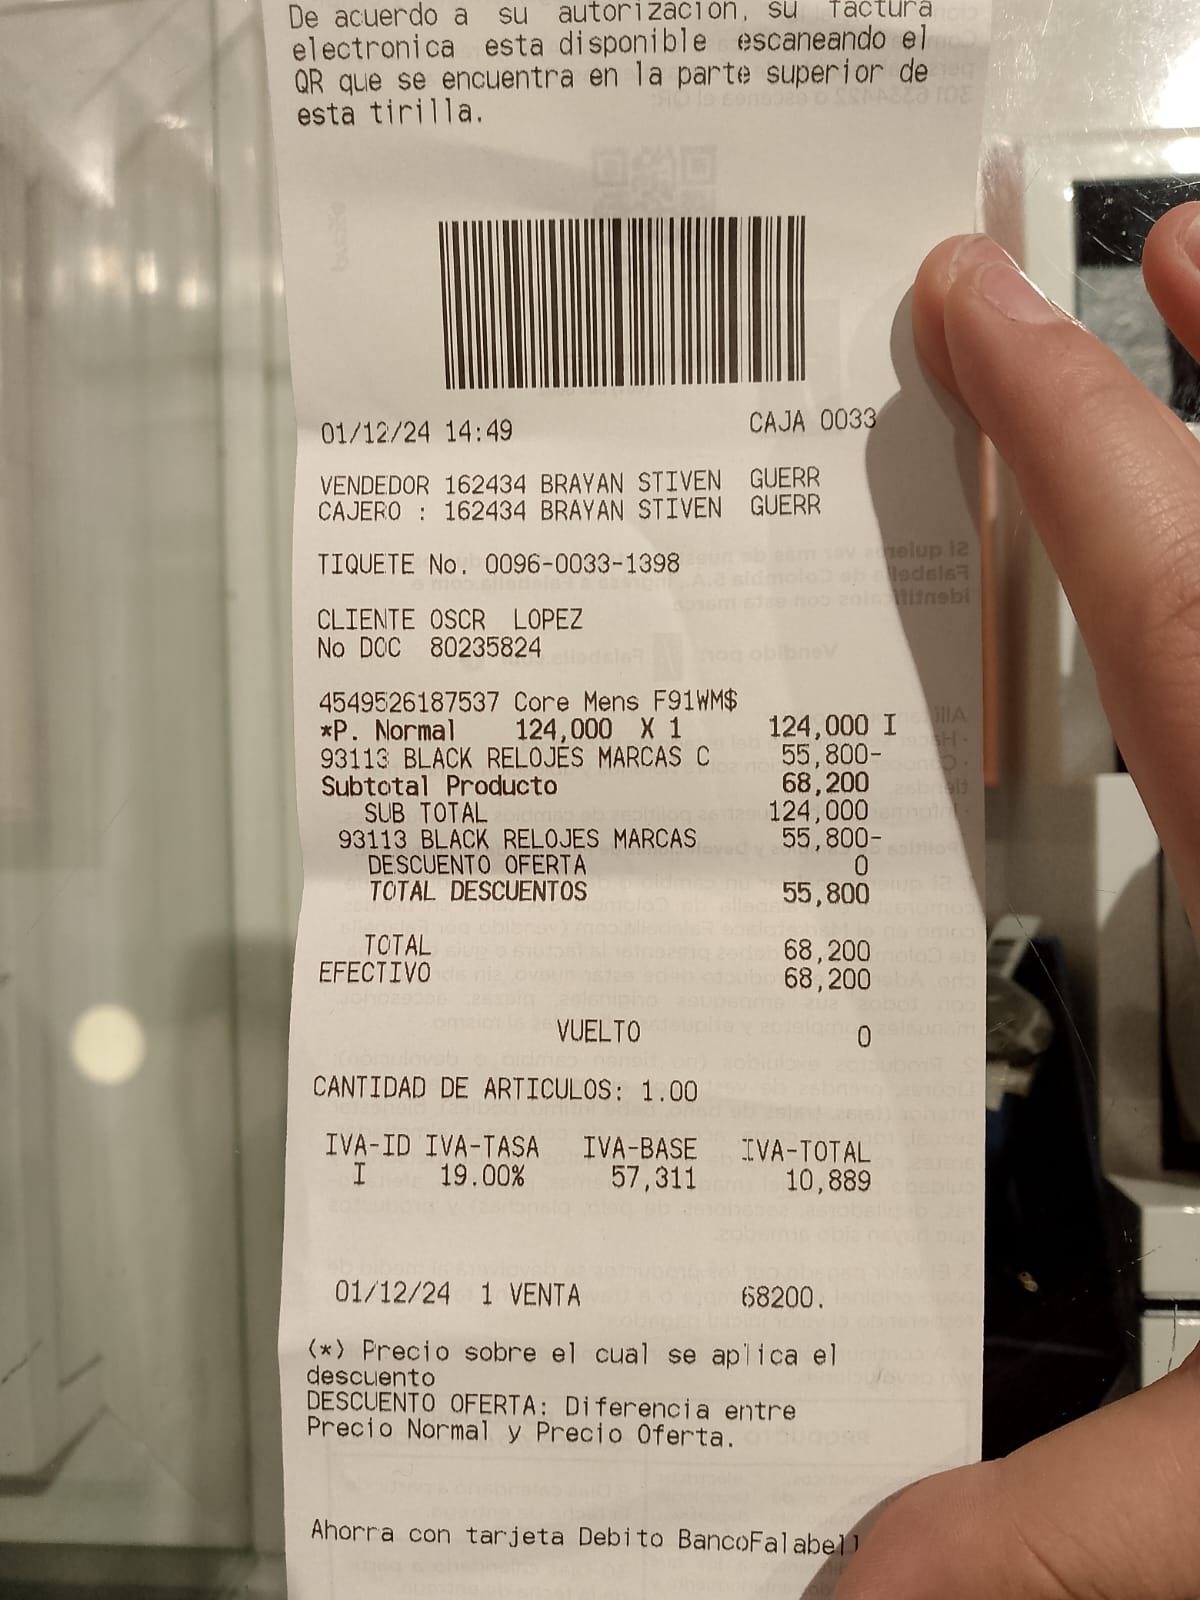 De acuerdo a su autorizacion, su factura
electronica esta disponible escaneando el
QR que se encuentra en la parte superior de
esta tirilla.
01/12/24 14:49 CAJA 0033
VENDEDOR 162434 BRAYAN STIVEN GUERR
CAJERO : 162434 BRAYAN STIVEN GUERR
TIQUETE No. 0096-0033-1398
CLIENTE OSCR LOPEZ
No DOC 80235824
4549526187537 Core Mens F91WM$
*P. Normal 124,000 X 1 124,000 I
93113 BLACK RELOJES MARCAS C 55,800-
Subtotal Producto 68,200
SUB TOTAL 124,000
93113 BLACK RELOJES MARCAS 55,800-
DESCUENTO OFERTA 0
TOTAL DESCUENTOS 55,800
TOTAL 68,200
EFECTIVO 68,200
VUELTO 0
CANTIDAD DE ARTICULOS: 1.00
IVA-ID IVA-TASA IVA-BASE IVA-TOTAL
I 19.00% 57,311 10,889
01/12/24 1 VENTA 68200.
(*) Precio sobre el cual se aplica el
descuento
DESCUENTO OFERTA: Diferencia entre
Precio Normal y Precio Oferta.
Ahorra con tarjeta Debito BancoFalabell